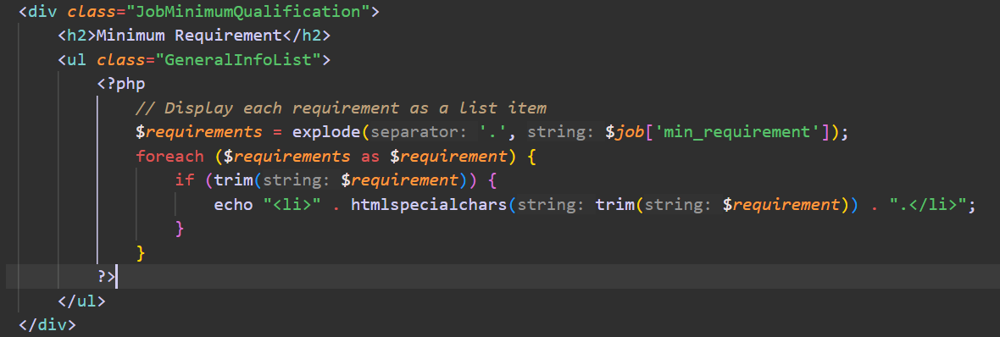 <div class="JobMinimumQualification">
<h2>Minimum Requirement</h2>
<ul class="GeneralInfoList">
<?php
// Display each requirement as a list item
$requirements = explode(separator: '.', string: $job['min_requirement']);
foreach ($requirements as $requirement) {
if (trim(string: $requirement)) {
echo "<li>" . htmlspecialchars(string: trim(string: $requirement)) . ".</li>";
}
}
?>
</ul>
</div>